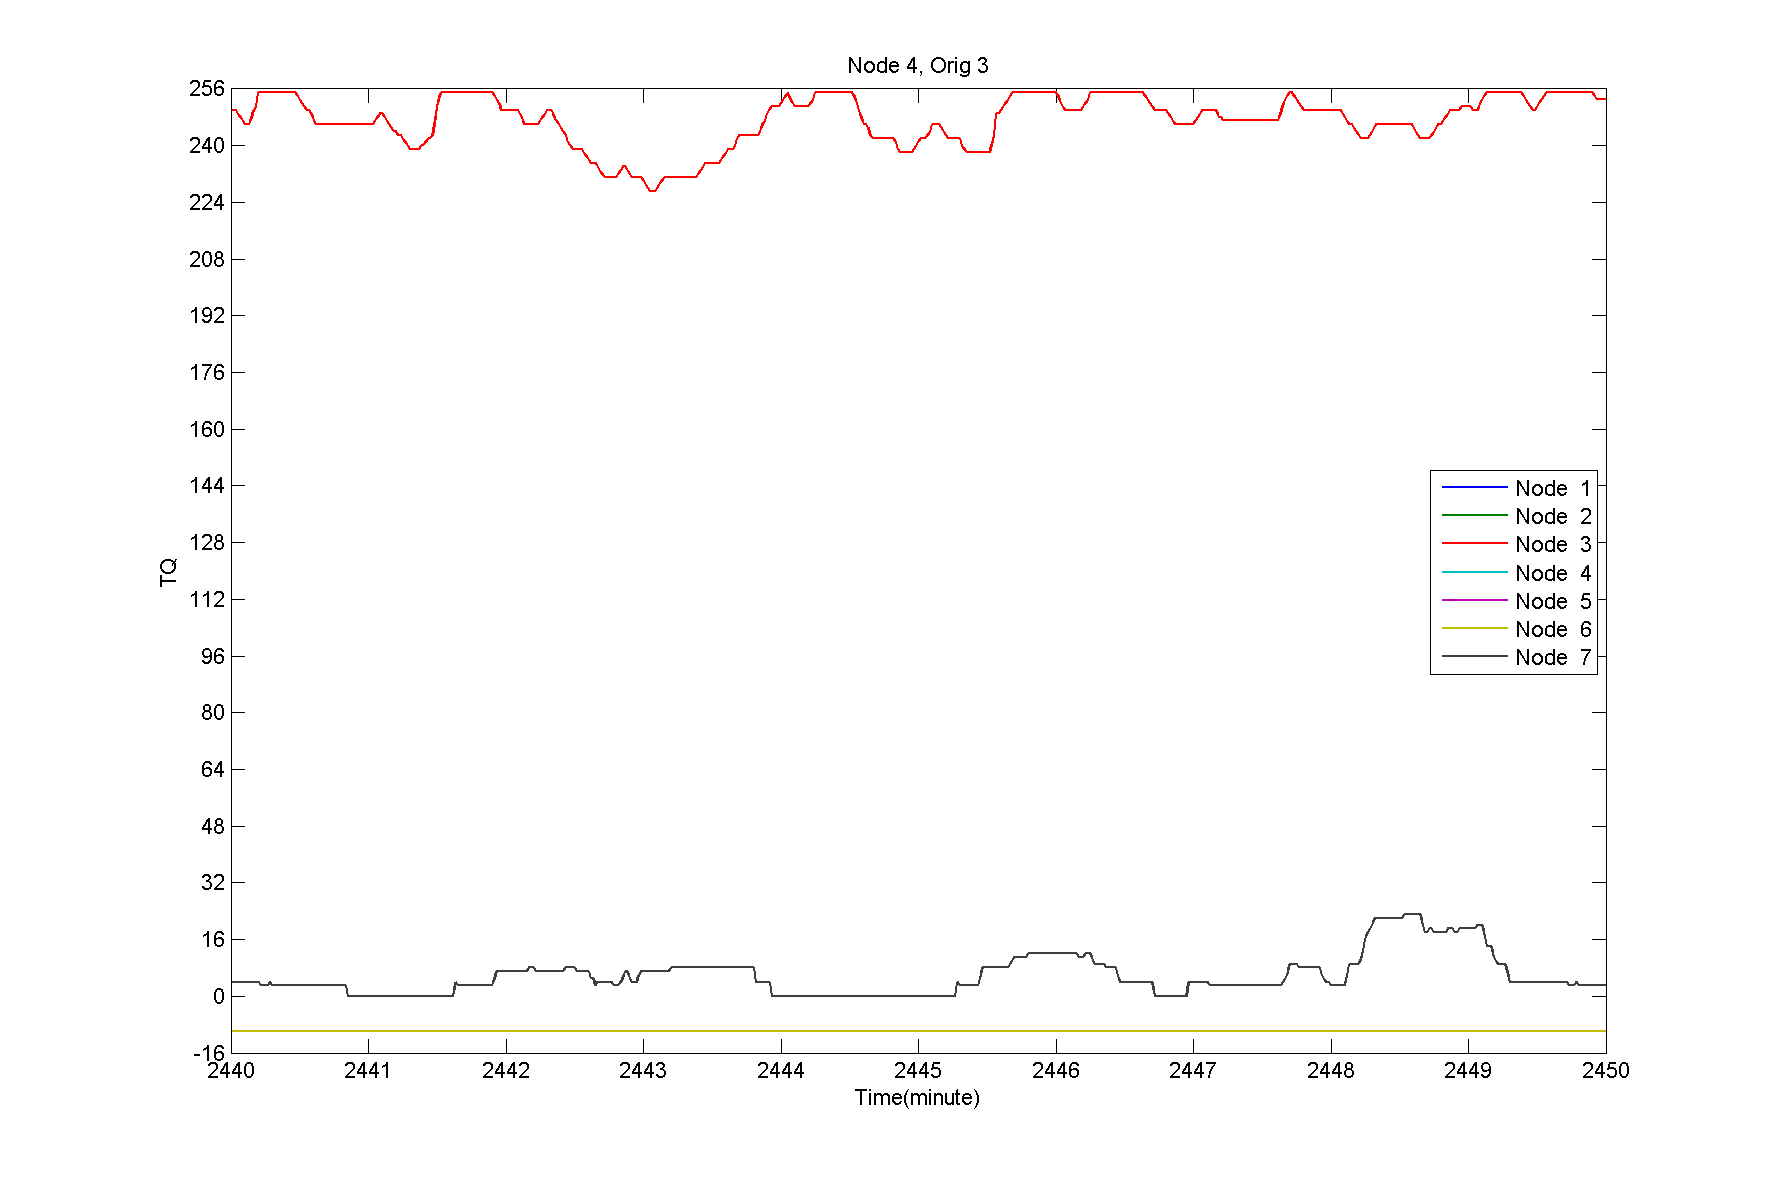 Node 4, Orig 3
256
240
224
208
192
176
160
144
128
112
96
80
64
48
32
16
0
-16
TQ
Node 1
Node 2
Node 3
Node 4
Node 5
Node 6
Node 7
2440 2441 2442 2443 2444 2445 2446 2447 2448 2449 2450
Time(minute)